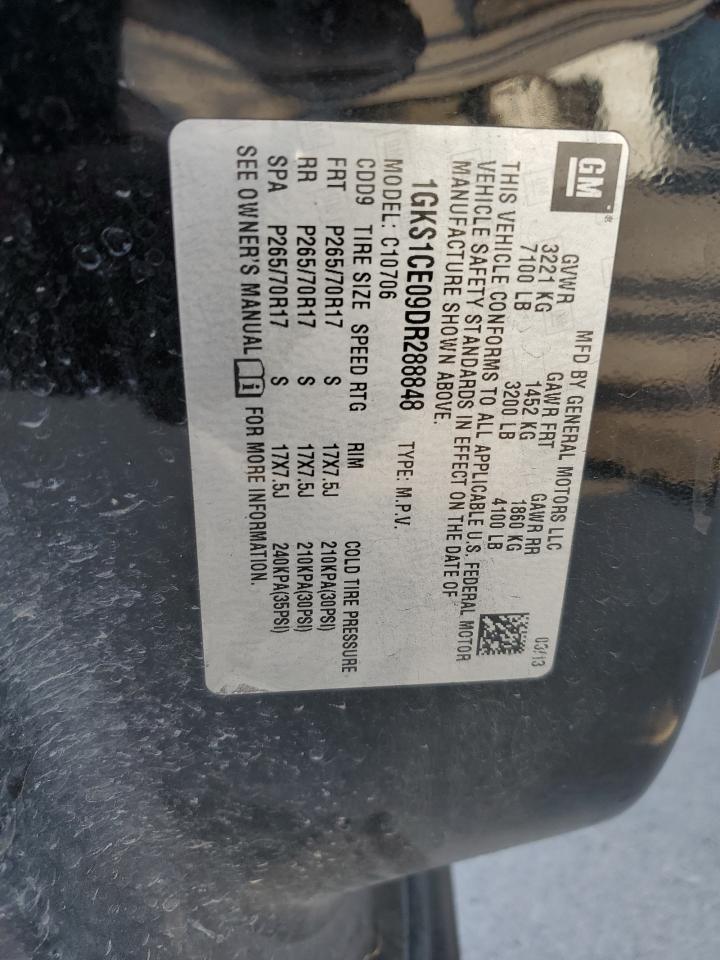 GM
MFD BY GENERAL MOTORS LLC
03/13
GVWR GAWR FRT GAWR RR
3221 KG 1452 KG 1860 KG
7100 LB 3200 LB 4100 LB
THIS VEHICLE CONFORMS TO ALL APPLICABLE U.S. FEDERAL MOTOR
VEHICLE SAFETY STANDARDS IN EFFECT ON THE DATE OF
MANUFACTURE SHOWN ABOVE.
1GKS1CE09DR288848
MODEL: C10706 TYPE: M.P.V.
CDD9 TIRE SIZE SPEED RTG RIM COLD TIRE PRESSURE
FRT P265/70R17 S 17X7.5J 210KPA(30PSI)
RR P265/70R17 S 17X7.5J 210KPA(30PSI)
SPA P265/70R17 S 17X7.5J 240KPA(35PSI)
SEE OWNER'S MANUAL FOR MORE INFORMATION.